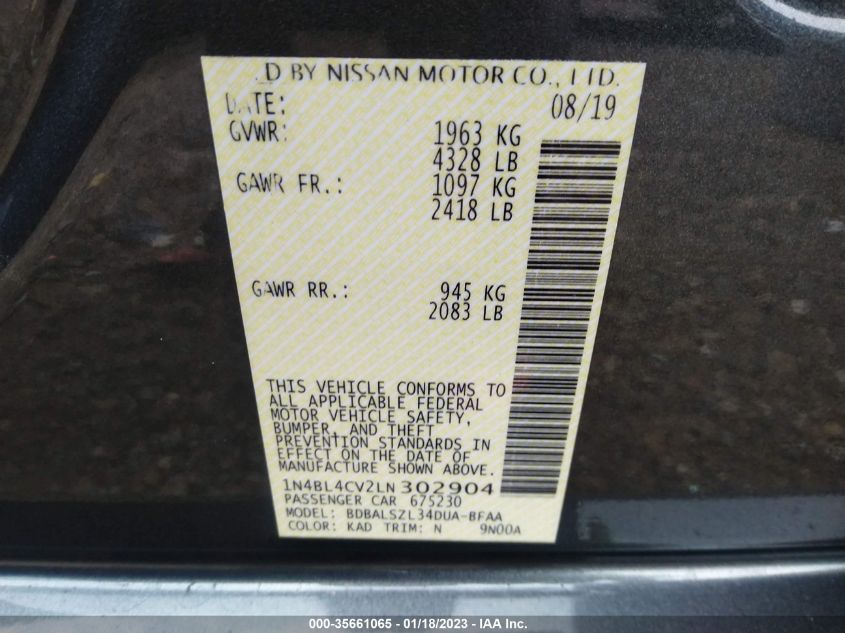 D BY NISSAN MOTOR CO., LTD.
DATE: 08/19
GVWR: 1963 KG
4328 LB
GAWR FR.: 1097 KG
2418 LB
GAWR RR.: 945 KG
2083 LB
THIS VEHICLE CONFORMS TO
ALL APPLICABLE FEDERAL
MOTOR VEHICLE SAFETY,
BUMPER, AND THEFT
PREVENTION STANDARDS IN
EFFECT ON THE DATE OF
MANUFACTURE SHOWN ABOVE.
1N4BL4CV2LN302904
PASSENGER CAR 675230
MODEL: BDBALSZL34DUA-BFAA
COLOR: KAD TRIM: N 9N00A
000-35661065 - 01/18/2023 - IAA Inc.